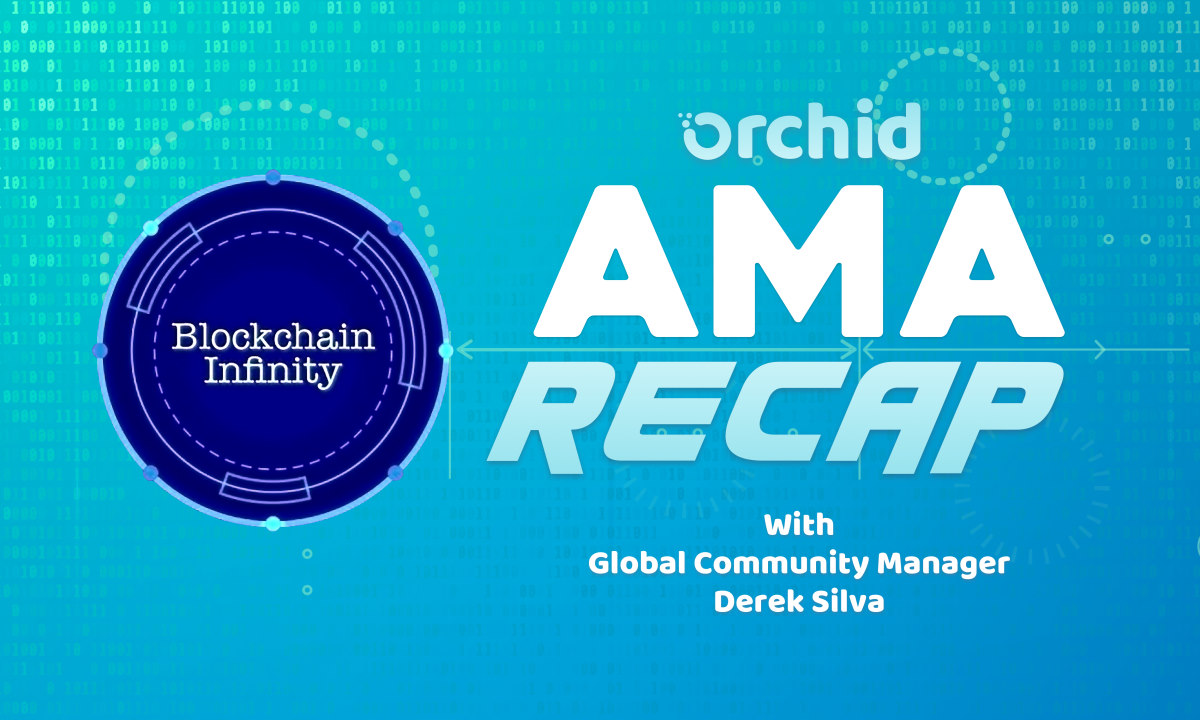 Blockchain
Infinity
Orchid
AMA
RECAP
With
Global Community Manager
Derek Silva